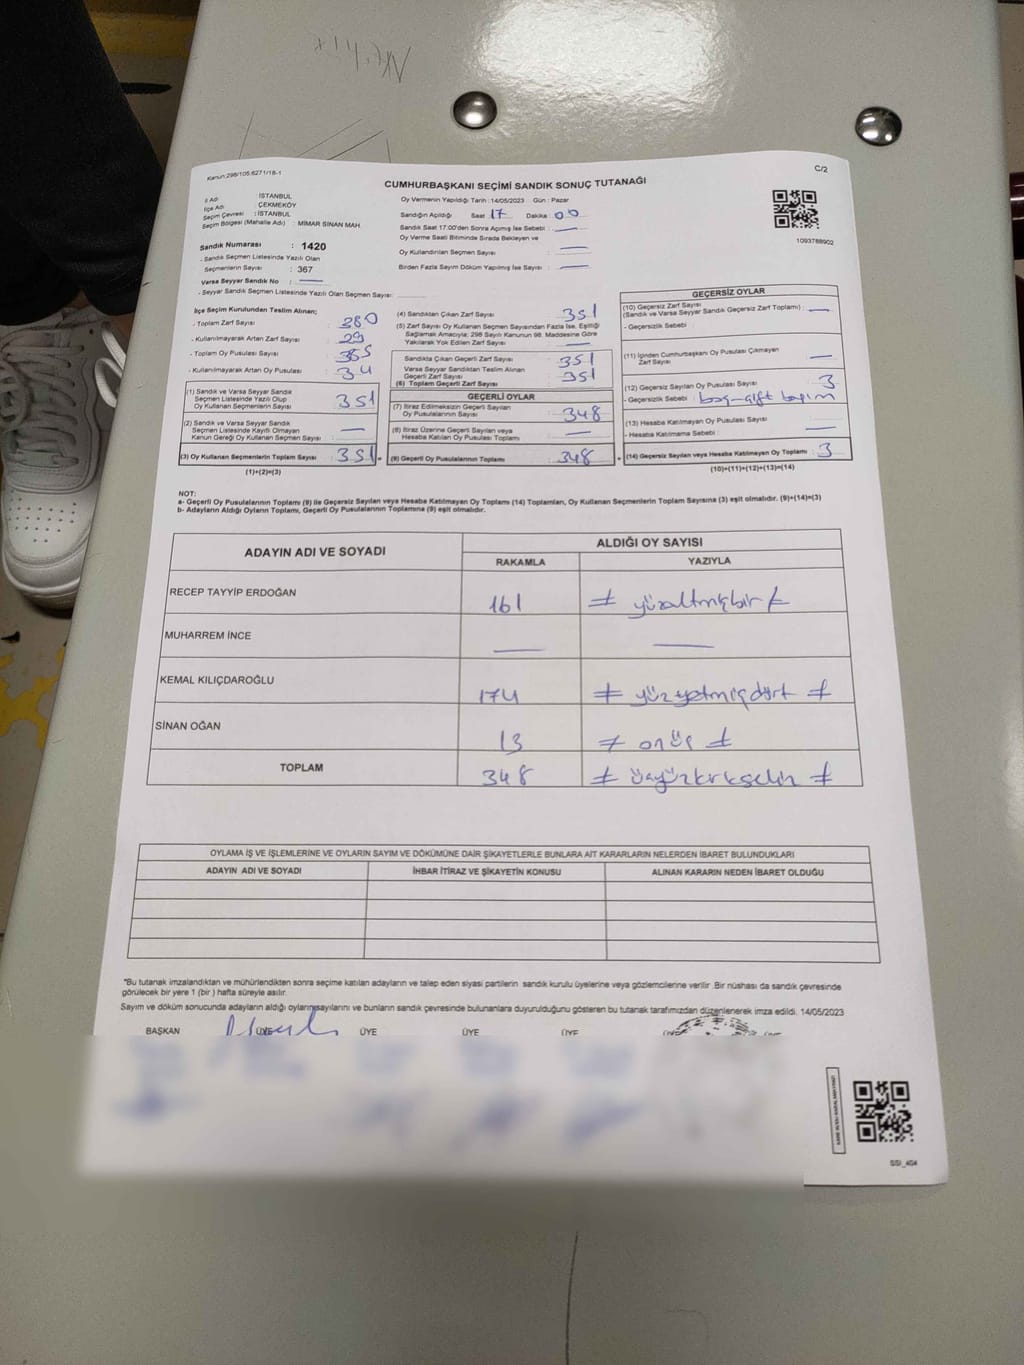 Kanun:298/105,6271/18-1
C/2
CUMHURBAŞKANI SEÇİMİ SANDIK SONUÇ TUTANAĞI
İl Adı : İSTANBUL
İlçe Adı : ÇEKMEKÖY
Seçim Çevresi : İSTANBUL
Seçim Bölgesi (Mahalle Adı) : MİMAR SİNAN MAH.
Sandık Numarası : 1420
- Sandık Seçmen Listesinde Yazılı Olan
Seçmenlerin Sayısı : 367
Varsa Seyyar Sandık No : —
- Seyyar Sandık Seçmen Listesinde Yazılı Olan Seçmen Sayısı:
Oy Vermenin Yapıldığı Tarih : 14/05/2023 Gün : Pazar
Sandığın Açıldığı Saat : 17 Dakika : 00
Sandık Saat 17:00'den Sonra Açılmış İse Sebebi : —
Oy Verme Saati Bitiminde Sırada Bekleyen ve
Oy Kullandırılan Seçmen Sayısı : —
Birden Fazla Sayım Döküm Yapılmış İse Sayısı : —
1093788902
İlçe Seçim Kurulundan Teslim Alınan;
- Toplam Zarf Sayısı : 380
- Kullanılmayarak Artan Zarf Sayısı : 29
- Toplam Oy Pusulası Sayısı : 385
- Kullanılmayarak Artan Oy Pusulası : 34
(1) Sandık ve Varsa Seyyar Sandık
Seçmen Listesinde Yazılı Olup
Oy Kullanan Seçmenlerin Sayısı : 351
(2) Sandık ve Varsa Seyyar Sandık
Seçmen Listesinde Kayıtlı Olmayan
Kanun Gereği Oy Kullanan Seçmen Sayısı : —
(3) Oy Kullanan Seçmenlerin Toplam Sayısı : 351 =
(1)+(2)=(3)
(4) Sandıktan Çıkan Zarf Sayısı : 351
(5) Zarf Sayısı Oy Kullanan Seçmen Sayısından Fazla İse, Eşitliği
Sağlamak Amacıyla; 298 Sayılı Kanunun 98. Maddesine Göre
Yakılarak Yok Edilen Zarf Sayısı : —
Sandıkta Çıkan Geçerli Zarf Sayısı : 351
Varsa Seyyar Sandıktan Teslim Alınan
Geçerli Zarf Sayısı : 351
(6) Toplam Geçerli Zarf Sayısı :
GEÇERLİ OYLAR
(7) İtiraz Edilmeksizin Geçerli Sayılan
Oy Pusulalarının Sayısı : 348
(8) İtiraz Üzerine Geçerli Sayılan veya
Hesaba Katılan Oy Pusulası Toplamı : —
(9) Geçerli Oy Pusulalarının Toplamı : 348 +
GEÇERSİZ OYLAR
(10) Geçersiz Zarf Sayısı
(Sandık ve Varsa Seyyar Sandık Geçersiz Zarf Toplamı) : —
- Geçersizlik Sebebi :
(11) İçinden Cumhurbaşkanı Oy Pusulası Çıkmayan
Zarf Sayısı : —
(12) Geçersiz Sayılan Oy Pusulası Sayısı : 3
- Geçersizlik Sebebi : boş-çift basım
(13) Hesaba Katılmayan Oy Pusulası Sayısı : —
- Hesaba Katılmama Sebebi :
(14) Geçersiz Sayılan veya Hesaba Katılmayan Oy Toplamı : 3
(10)+(11)+(12)+(13)=(14)
NOT:
a- Geçerli Oy Pusulalarının Toplamı (9) ile Geçersiz Sayılan veya Hesaba Katılmayan Oy Toplamı (14) Toplamları, Oy Kullanan Seçmenlerin Toplam Sayısına (3) eşit olmalıdır. (9)+(14)=(3)
b- Adayların Aldığı Oyların Toplamı, Geçerli Oy Pusulalarının Toplamına (9) eşit olmalıdır.
ADAYIN ADI VE SOYADI ALDIĞI OY SAYISI
RAKAMLA YAZIYLA
RECEP TAYYİP ERDOĞAN 161 ≠ yüzaltmışbir ≠
MUHARREM İNCE — —
KEMAL KILIÇDAROĞLU 174 ≠ yüzyetmişdört ≠
SİNAN OĞAN 13 ≠ onüç ≠
TOPLAM 348 ≠ üçyüzkırksekiz ≠
OYLAMA İŞ VE İŞLEMLERİNE VE OYLARIN SAYIM VE DÖKÜMÜNE DAİR ŞİKAYETLERLE BUNLARA AİT KARARLARIN NELERDEN İBARET BULUNDUKLARI
ADAYIN ADI VE SOYADI İHBAR İTİRAZ VE ŞİKAYETİN KONUSU ALINAN KARARIN NEDEN İBARET OLDUĞU
*Bu tutanak imzalandıktan ve mühürlendikten sonra seçime katılan adayların ve talep eden siyasi partilerin sandık kurulu üyelerine veya gözlemcilerine verilir .Bir nüshası da sandık çevresinde
görülecek bir yere 1 (bir ) hafta süreyle asılır.
Sayım ve döküm sonucunda adayların aldığı oyların sayılarını ve bunların sandık çevresinde bulunanlara duyurulduğunu gösteren bu tutanak tarafımızdan düzenlenerek imza edildi. 14/05/2023
BAŞKAN ÜYE ÜYE ÜYE ÜYE
SSI_404